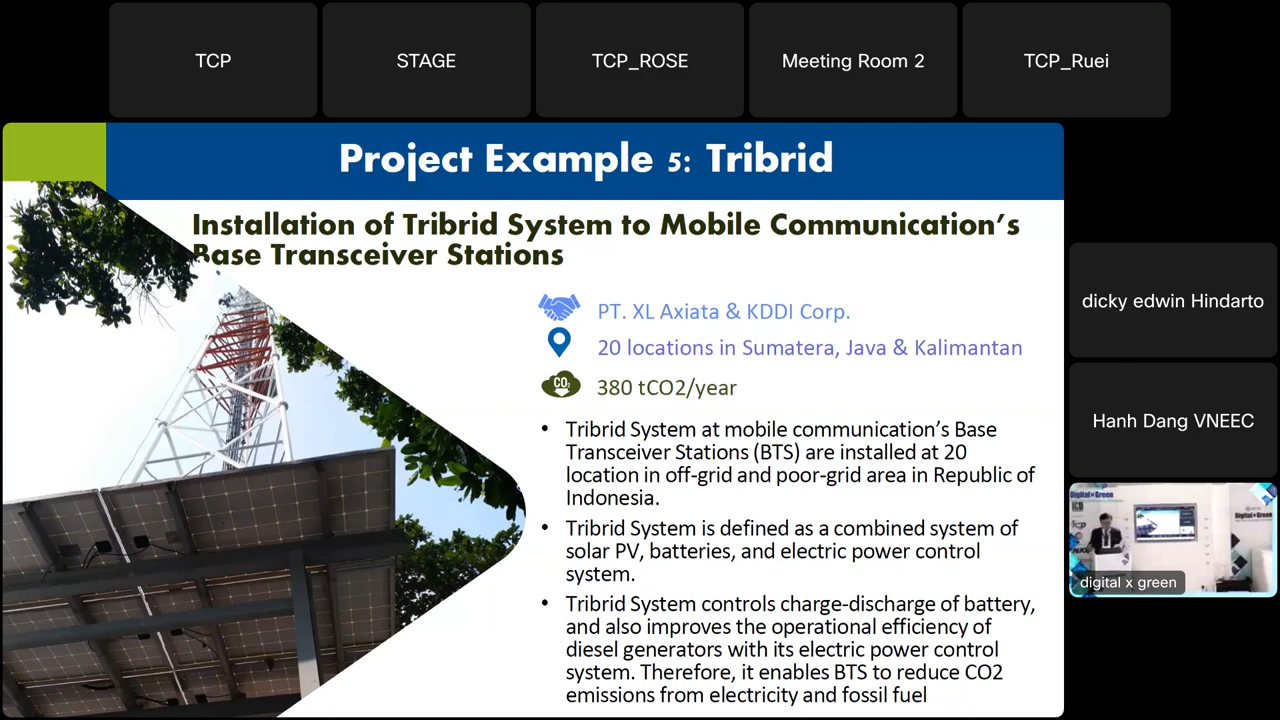 TCP
STAGE
TCP_ROSE
Meeting Room 2
TCP_Ruei
Project Example 5: Tribrid
Installation of Tribrid System to Mobile Communication's
Base Transceiver Stations
PT. XL Axiata & KDDI Corp.
20 locations in Sumatera, Java & Kalimantan
CO₂
380 tCO2/year
• Tribrid System at mobile communication's Base
Transceiver Stations (BTS) are installed at 20
location in off-grid and poor-grid area in Republic of
Indonesia.
• Tribrid System is defined as a combined system of
solar PV, batteries, and electric power control
system.
• Tribrid System controls charge-discharge of battery,
and also improves the operational efficiency of
diesel generators with its electric power control
system. Therefore, it enables BTS to reduce CO2
emissions from electricity and fossil fuel
dicky edwin Hindarto
Hanh Dang VNEEC
Digital×Green
digital x green